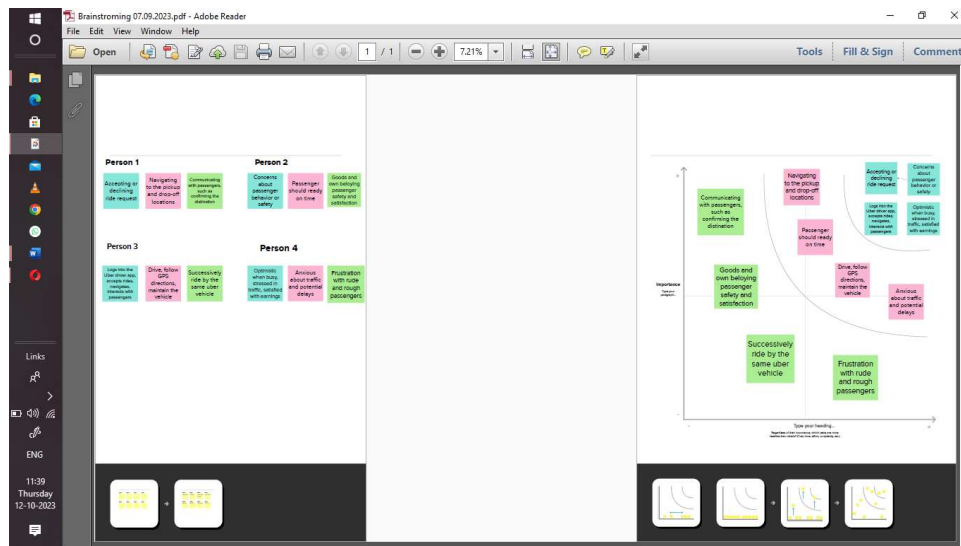 Brainstroming 07.09.2023.pdf - Adobe Reader
File Edit View Window Help
Open 1 / 1 7.21% Tools Fill & Sign Comment
Person 1
Accepting or
declining
ride request
Navigating
to the pickup
and drop-off
locations
Communicating
with passengers,
such as
confirming the
distination
Person 2
Concerns
about
passenger
behavior or
safety
Passenger
should ready
on time
Goods and
own beloying
passenger
safety and
satisfaction
Person 3
Logs into the
Uber driver app,
accepts rides,
navigates,
interacts with
passengers
Drive, follow
GPS
directions,
maintain the
vehicle
Successively
ride by the
same uber
vehicle
Person 4
Optimistic
when busy,
stressed in
traffic, satisfied
with earnings
Anxious
about traffic
and potential
delays
Frustration
with rude
and rough
passengers
Communicating
with passengers,
such as
confirming the
distination
Navigating
to the pickup
and drop-off
locations
Accepting or
declining
ride request
Concerns
about
passenger
behavior or
safety
Passenger
should ready
on time
Logs into the
Uber driver app,
accepts rides,
navigates,
interacts with
passengers
Optimistic
when busy,
stressed in
traffic, satisfied
with earnings
Goods and
own beloying
passenger
safety and
satisfaction
Drive, follow
GPS
directions,
maintain the
vehicle
Anxious
about traffic
and potential
delays
Importance
Type your
paragraph...
Successively
ride by the
same uber
vehicle
Frustration
with rude
and rough
passengers
Type your heading...
Links
ENG
11:39
Thursday
12-10-2023